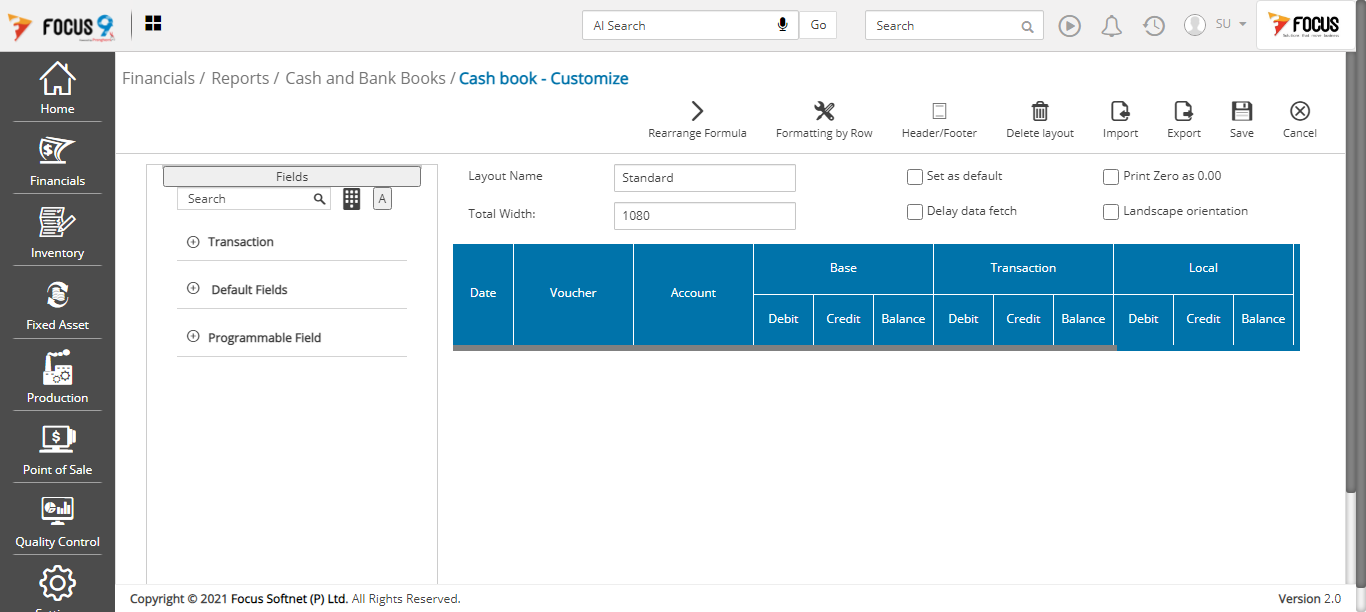 FOCUS 9
AI Search
Go
Search
SU
FOCUS
Home
Financials
Inventory
Fixed Asset
Production
Point of Sale
Quality Control
Financials / Reports / Cash and Bank Books / Cash book - Customize
Rearrange Formula
Formatting by Row
Header/Footer
Delete layout
Import
Export
Save
Cancel
Fields
Search
A
Transaction
Default Fields
Programmable Field
Layout Name
Standard
Set as default
Print Zero as 0.00
Total Width:
1080
Delay data fetch
Landscape orientation
Date Voucher Account Base Transaction Local
Debit Credit Balance Debit Credit Balance Debit Credit Balance
Copyright © 2021 Focus Softnet (P) Ltd. All Rights Reserved.
Version 2.0